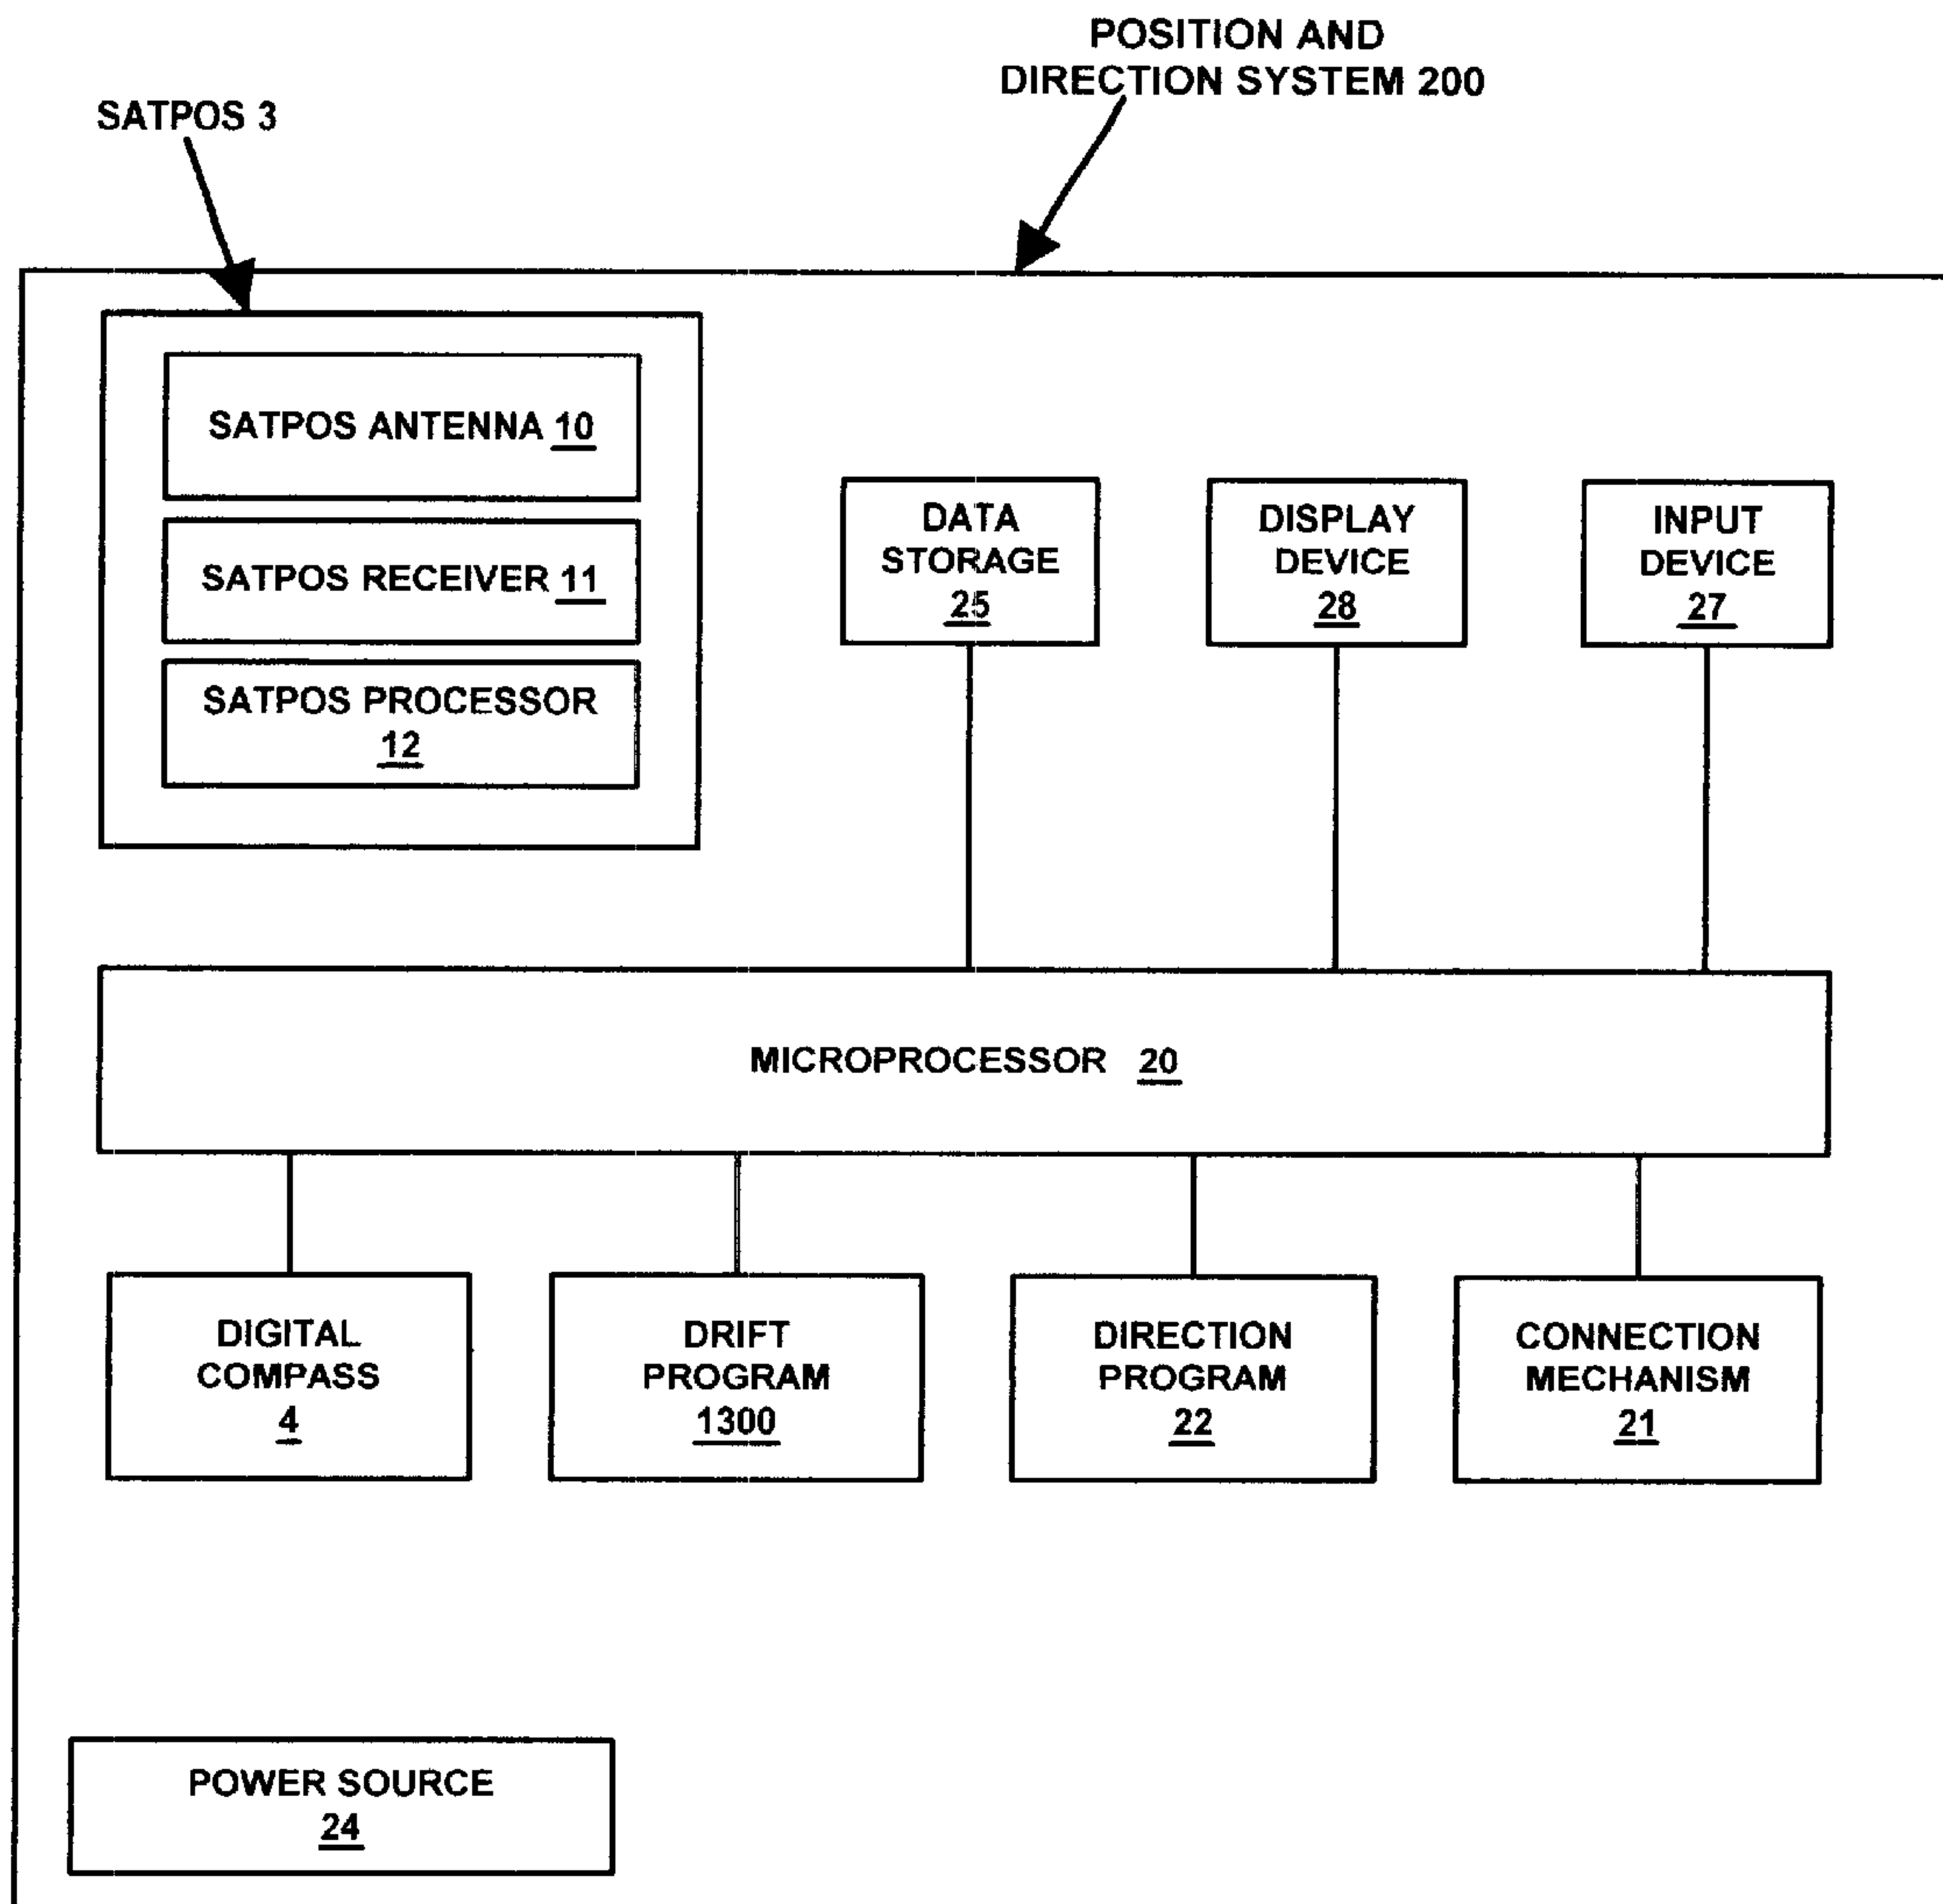 POSITION AND
DIRECTION SYSTEM 200
SATPOS 3
SATPOS ANTENNA 10
SATPOS RECEIVER 11
SATPOS PROCESSOR
12
DATA
STORAGE
25
DISPLAY
DEVICE
28
INPUT
DEVICE
27
MICROPROCESSOR 20
DIGITAL
COMPASS
4
DRIFT
PROGRAM
1300
DIRECTION
PROGRAM
22
CONNECTION
MECHANISM
21
POWER SOURCE
24